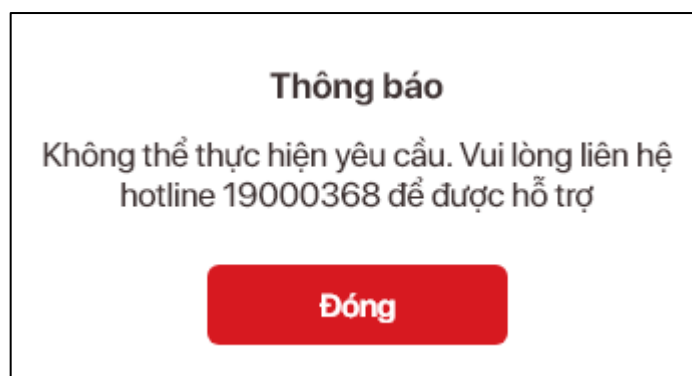 Thông báo
Không thể thực hiện yêu cầu. Vui lòng liên hệ
hotline 19000368 để được hỗ trợ
Đóng